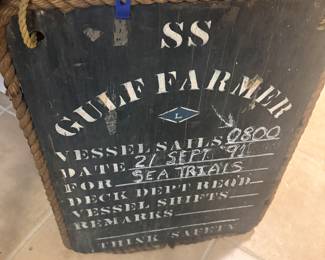 SS
GULF FARMER
L
VESSEL SAILS 0800
DATE 21 SEPT 91
FOR SEA TRIALS
DECK DEPT REQ'D
VESSEL SHIFTS
REMARKS
THINK SAFETY